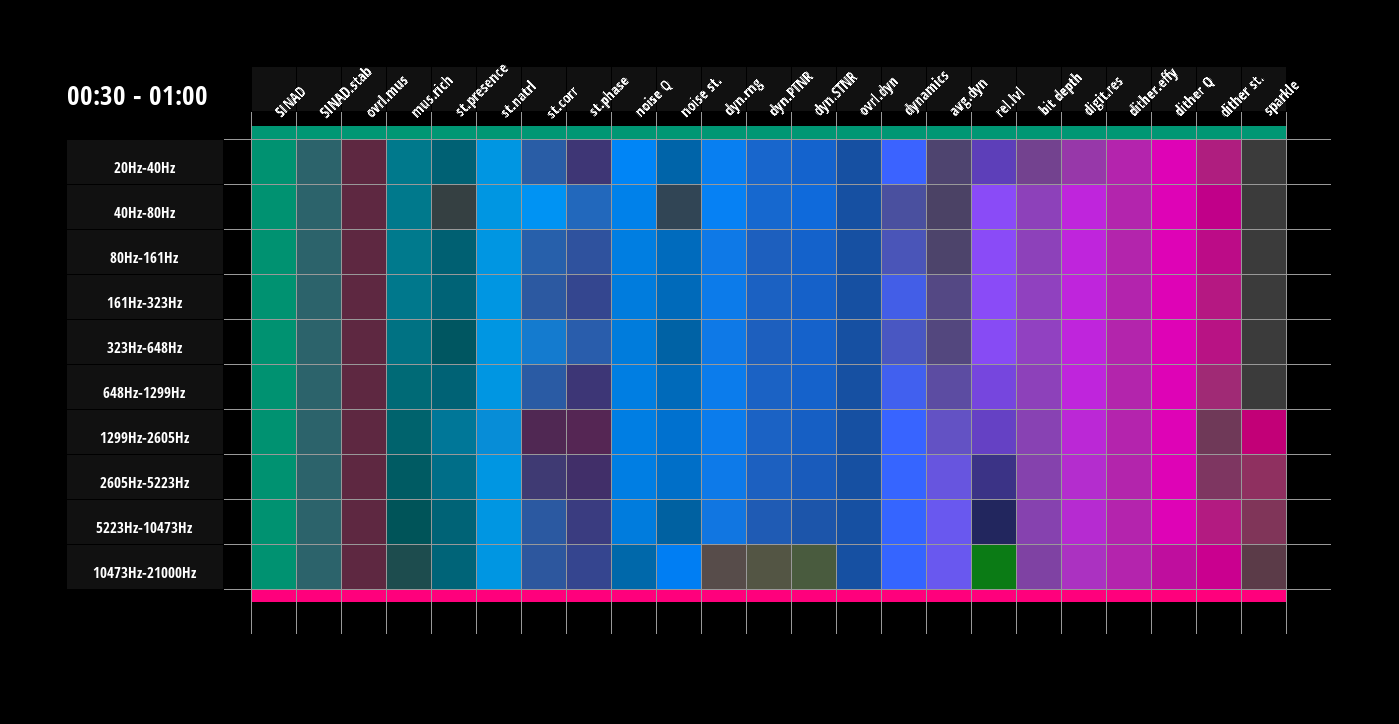 00:30 - 01:00
SINAD
SINAD.stab
ovrl.mus
mus.rich
st.presence
st.natrl
st.corr
st.phase
noise Q
noise st.
dyn.rng
dyn.PTNR
dyn.STNR
ovrl.dyn
dynamics
avg.dyn
rel.lvl
bit depth
digit.res
dither.effy
dither Q
dither st.
sparkle
20Hz-40Hz
40Hz-80Hz
80Hz-161Hz
161Hz-323Hz
323Hz-648Hz
648Hz-1299Hz
1299Hz-2605Hz
2605Hz-5223Hz
5223Hz-10473Hz
10473Hz-21000Hz